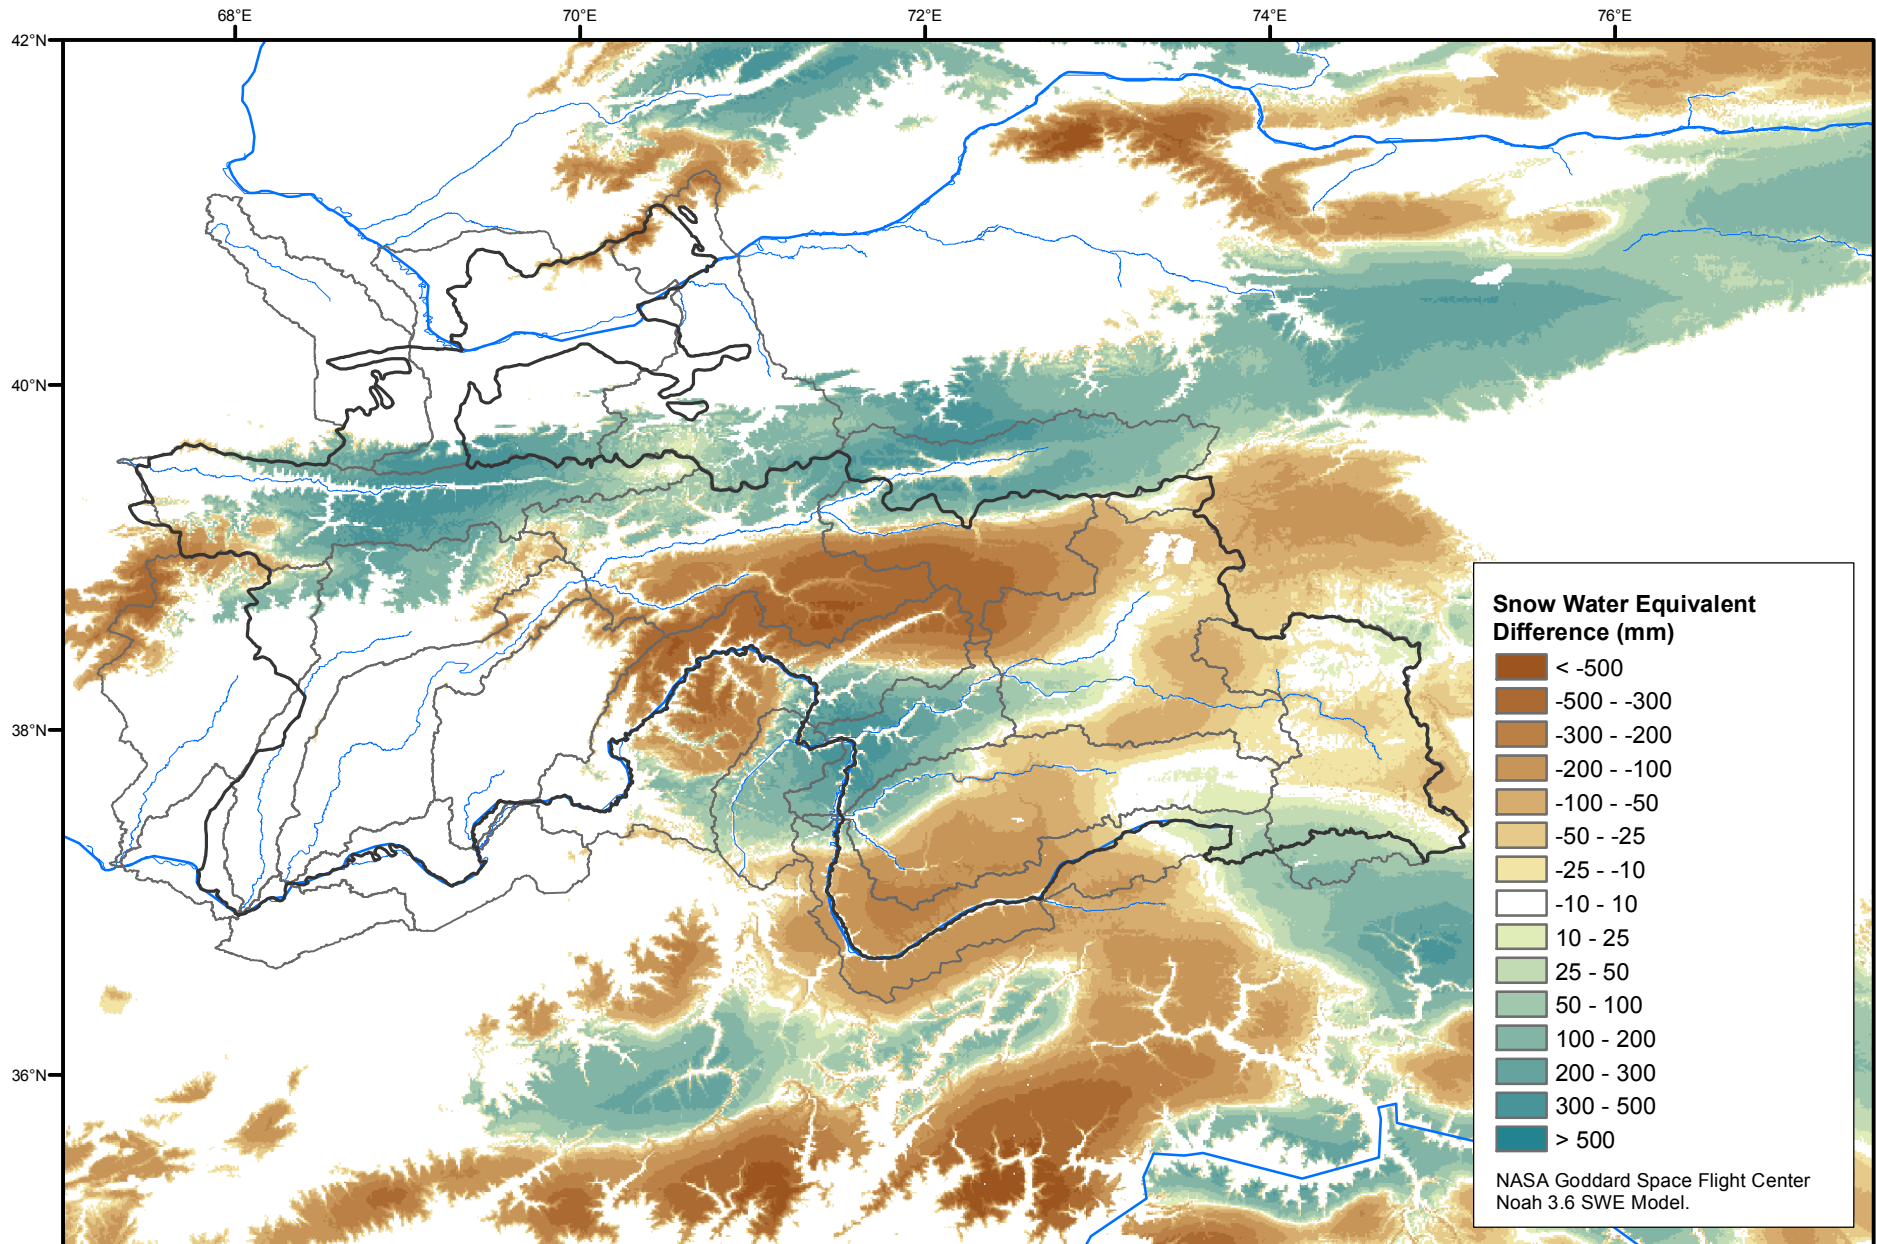 68°E
70°E
72°E
74°E
76°E
42°N
40°N
38°N
36°N
Snow Water Equivalent
Difference (mm)
< -500
-500 - -300
-300 - -200
-200 - -100
-100 - -50
-50 - -25
-25 - -10
-10 - 10
10 - 25
25 - 50
50 - 100
100 - 200
200 - 300
300 - 500
> 500
NASA Goddard Space Flight Center
Noah 3.6 SWE Model.